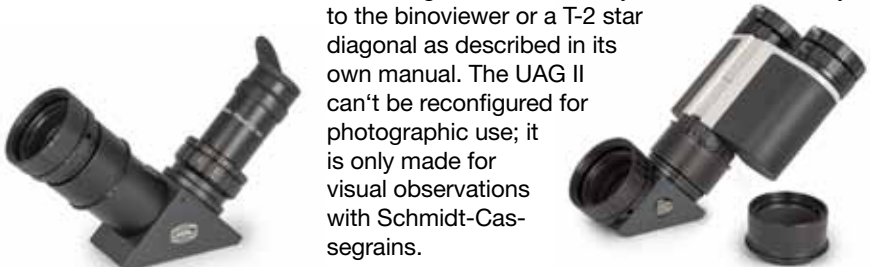 to the binoviewer or a T-2 star
diagonal as described in its
own manual. The UAG II
can‘t be reconfigured for
photographic use; it
is only made for
visual observations
with Schmidt-Cas-
segrains.